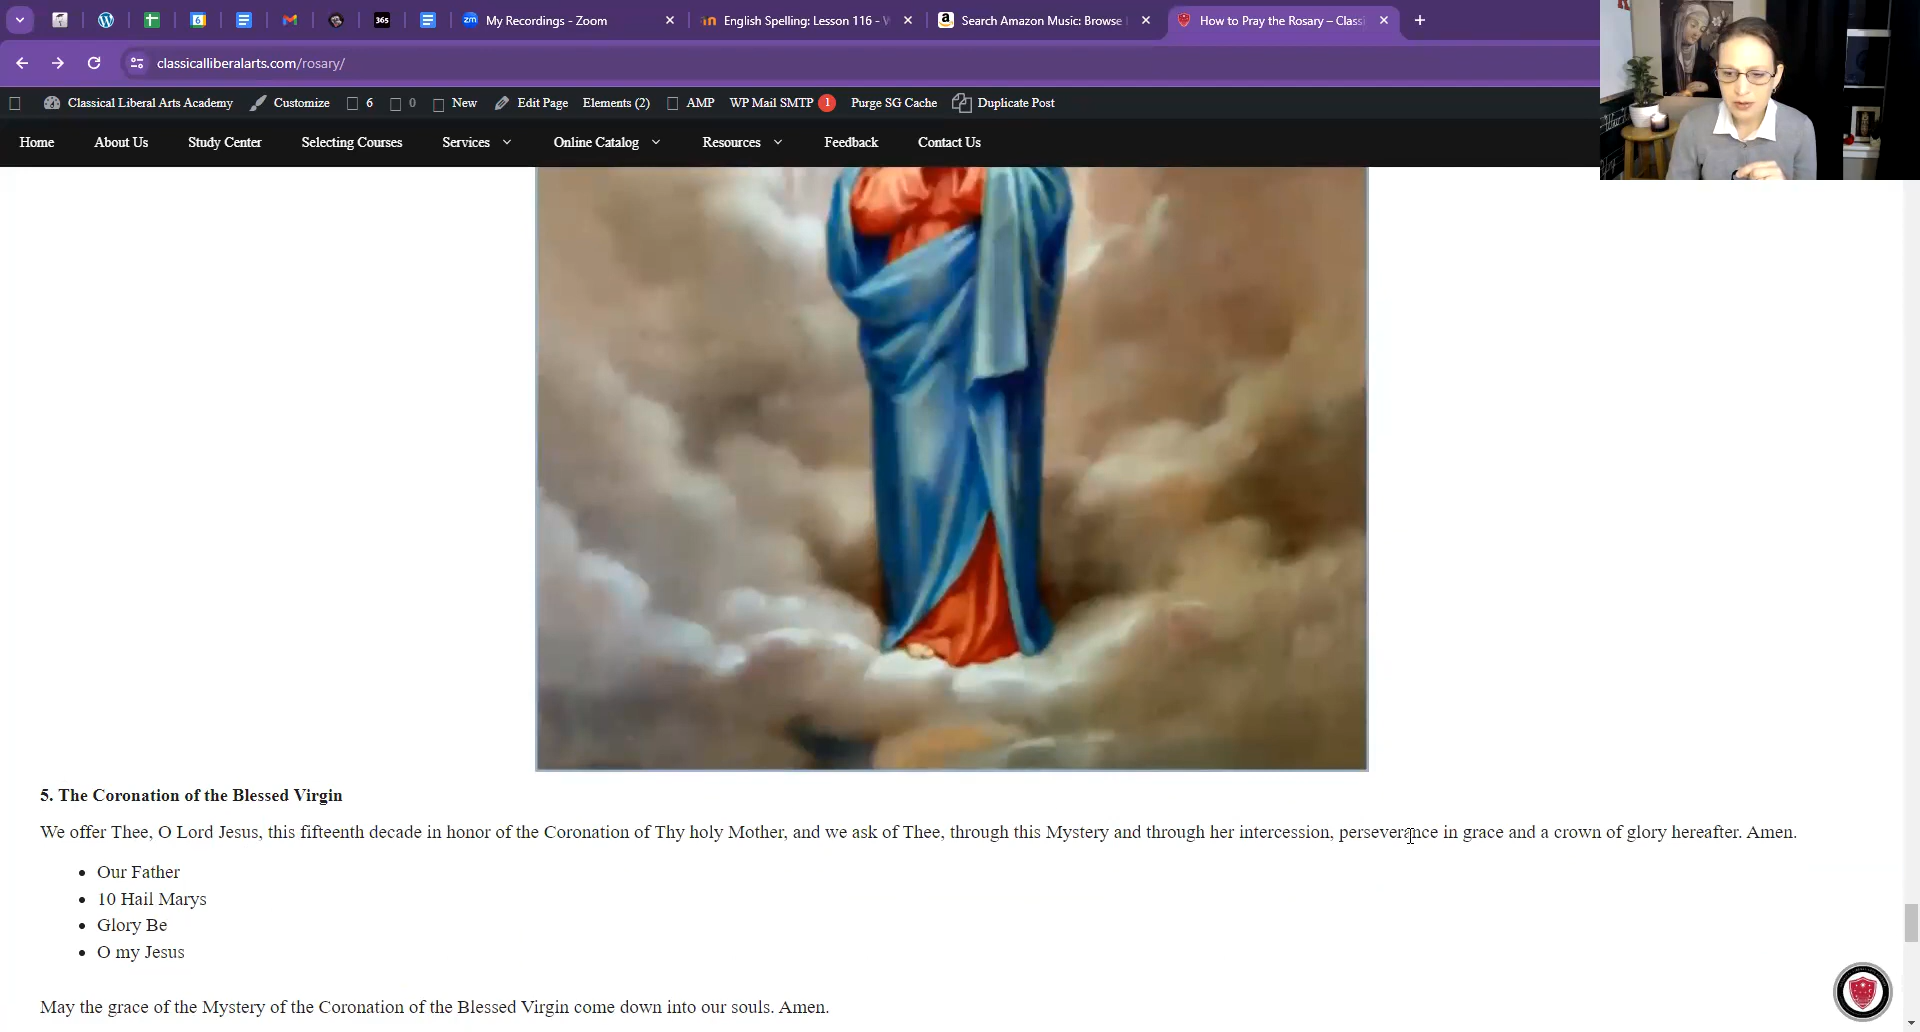 My Recordings - Zoom
English Spelling: Lesson 116 -
Search Amazon Music: Browse
How to Pray the Rosary – Classi
365
classicalliberalarts.com/rosary/
Classical Liberal Arts Academy Customize 6 0 New Edit Page Elements (2) AMP WP Mail SMTP 1 Purge SG Cache Duplicate Post
Home About Us Study Center Selecting Courses Services Online Catalog Resources Feedback Contact Us
5. The Coronation of the Blessed Virgin
We offer Thee, O Lord Jesus, this fifteenth decade in honor of the Coronation of Thy holy Mother, and we ask of Thee, through this Mystery and through her intercession, perseverance in grace and a crown of glory hereafter. Amen.
• Our Father
• 10 Hail Marys
• Glory Be
• O my Jesus
May the grace of the Mystery of the Coronation of the Blessed Virgin come down into our souls. Amen.